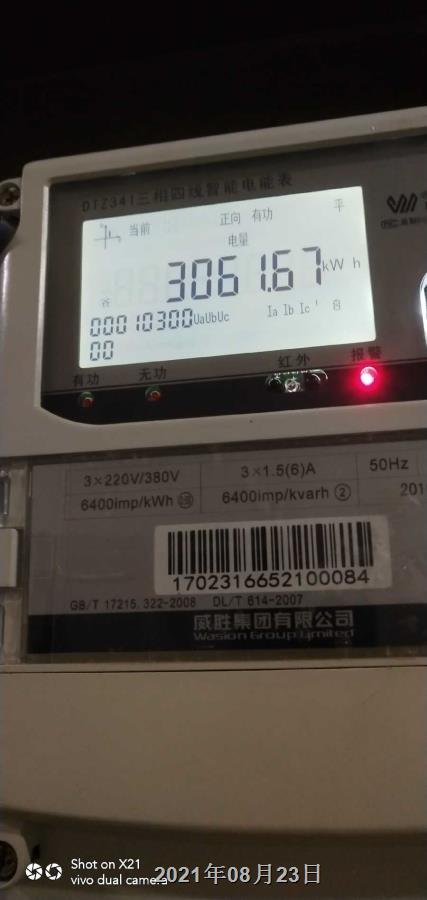 DTZ341三相四线智能电能表
当前 正向 有功 平
电量
谷 3061.67 kWh
00010300 UaUbUc Ia Ib Ic
00
有功 无功 红外 报警
3×220V/380V 3×1.5(6)A 50Hz
6400imp/kWh 6400imp/kvarh ② 201
1702316652100084
GB/T 17215.322-2008 DL/T 614-2007
威胜集团有限公司
Wasion Group Limited
Shot on X21
vivo dual camera
2021年08月23日